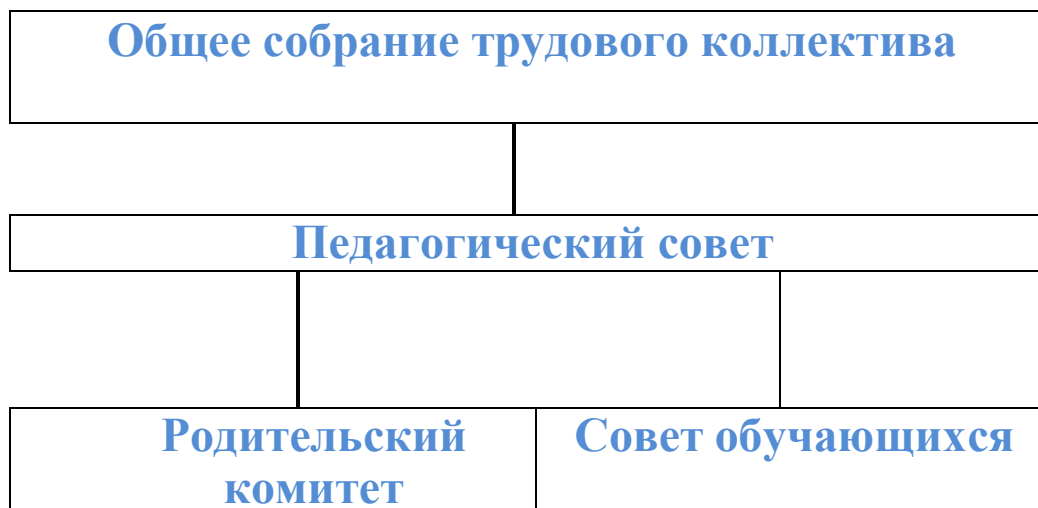 Общее собрание трудового коллектива
Педагогический совет
Родительский
комитет
Совет обучающихся